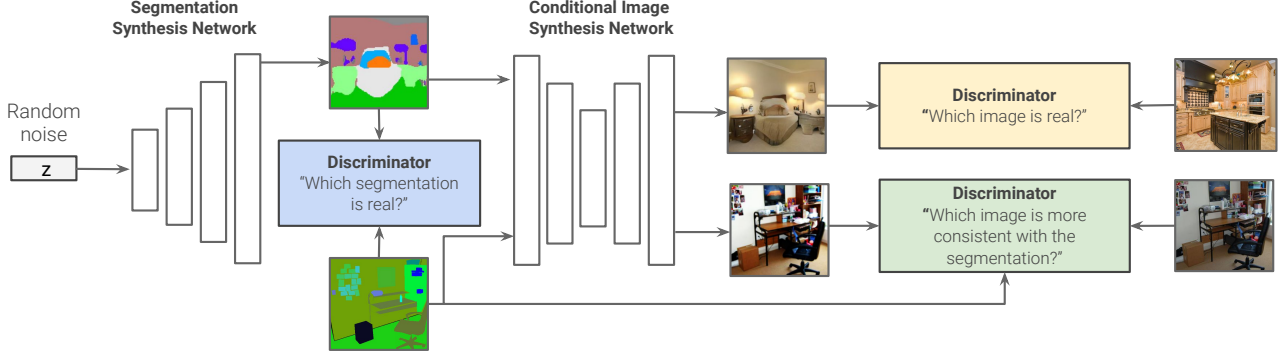 Segmentation
Synthesis Network
Conditional Image
Synthesis Network
Random
noise
z
Discriminator
"Which segmentation
is real?"
Discriminator
"Which image is real?"
Discriminator
"Which image is more
consistent with the
segmentation?"